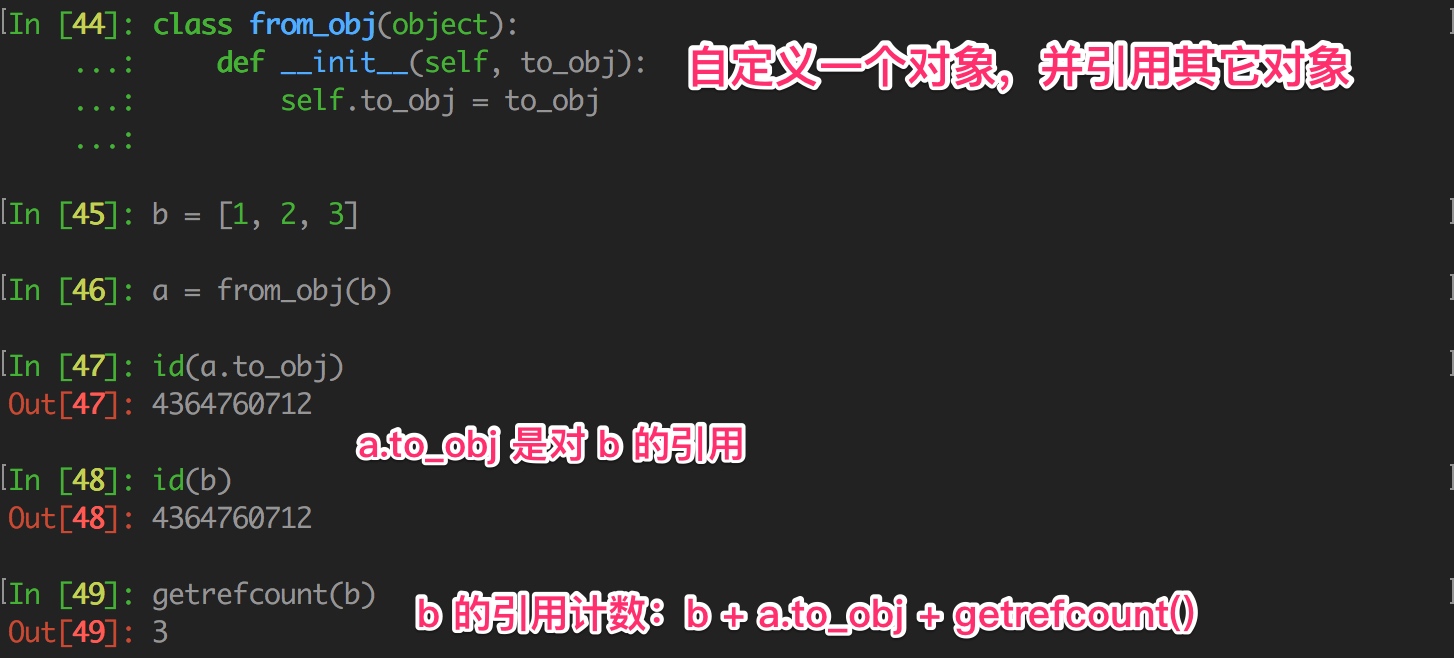 [In [44]: class from_obj(object):
...:     def __init__(self, to_obj):
自定义一个对象，并引用其它对象
...:         self.to_obj = to_obj
...:
[In [45]: b = [1, 2, 3]
[In [46]: a = from_obj(b)
[In [47]: id(a.to_obj)
Out[47]: 4364760712
a.to_obj 是对 b 的引用
[In [48]: id(b)
Out[48]: 4364760712
[In [49]: getrefcount(b)
b 的引用计数：b + a.to_obj + getrefcount()
Out[49]: 3